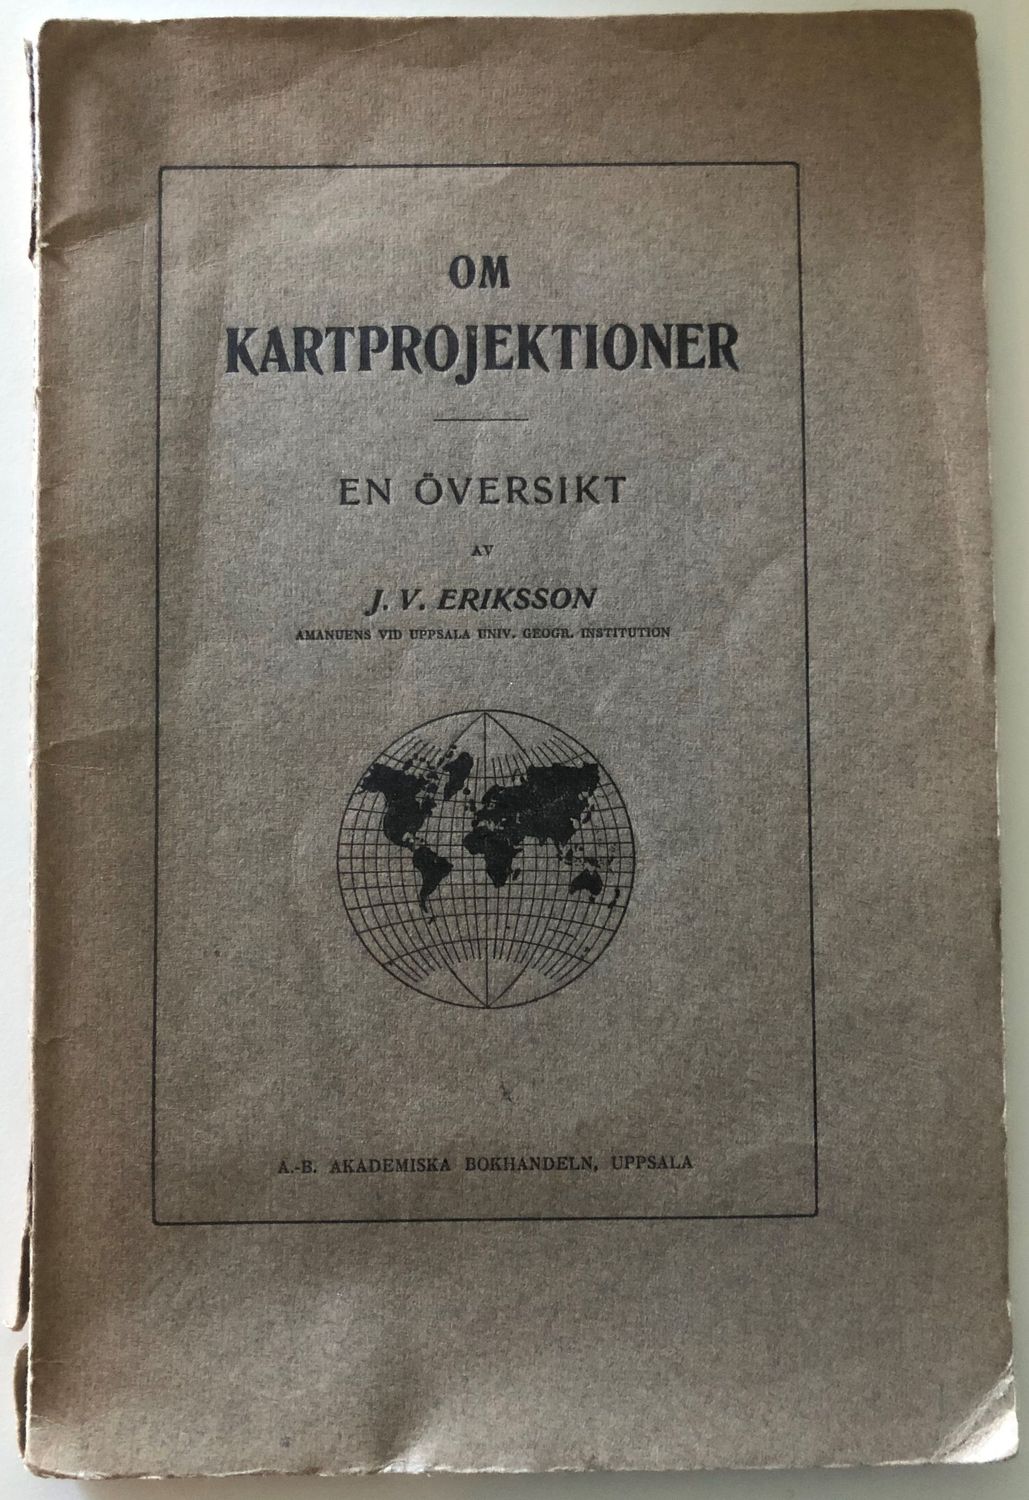 OM
KARTPROJEKTIONER
EN ÖVERSIKT
AV
J. V. ERIKSSON
AMANUENS VID UPPSALA UNIV. GEOGR. INSTITUTION
A.-B. AKADEMISKA BOKHANDELN, UPPSALA